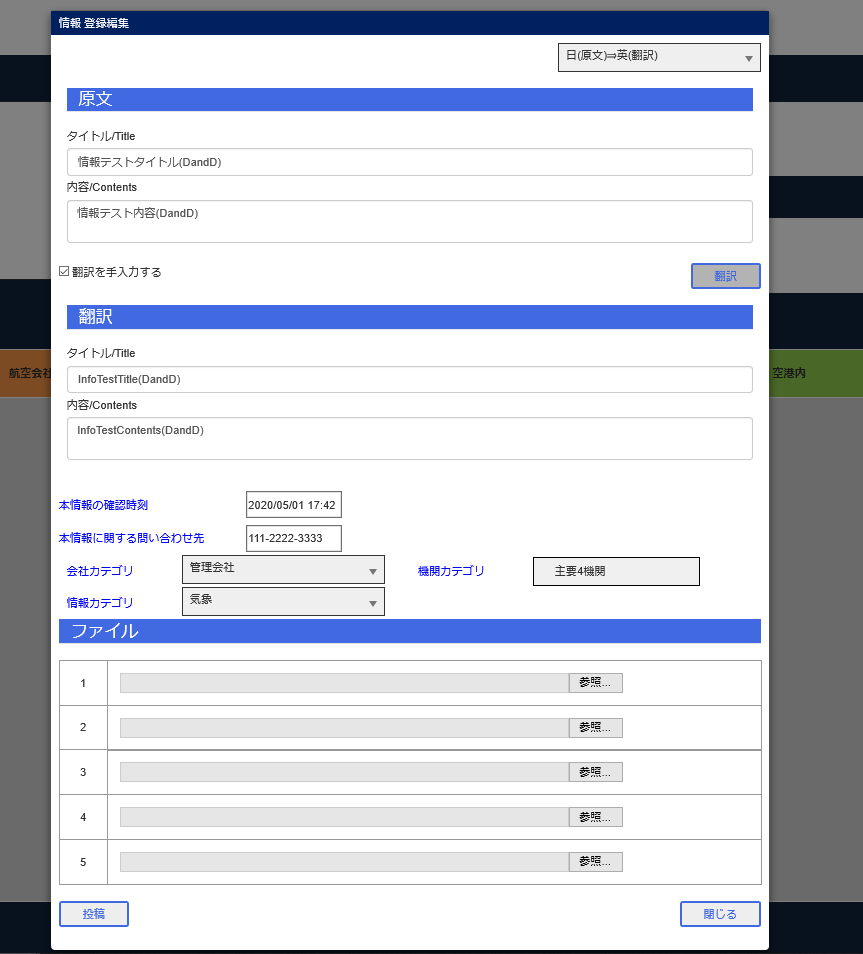 情報 登録編集
日(原文)⇒英(翻訳)
原文
タイトル/Title
情報テストタイトル(DandD)
内容/Contents
情報テスト内容(DandD)
翻訳を手入力する
翻訳
翻訳
タイトル/Title
InfoTestTitle(DandD)
航空会社
空港内
内容/Contents
InfoTestContents(DandD)
本情報の確認時刻
2020/05/01 17:42
本情報に関する問い合わせ先
111-2222-3333
会社カテゴリ
管理会社
機関カテゴリ
主要4機関
情報カテゴリ
気象
ファイル
1
参照...
2
参照...
3
参照...
4
参照...
5
参照...
投稿
閉じる